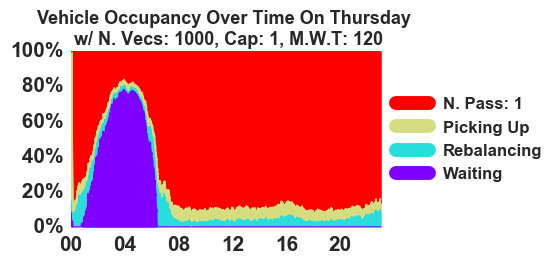 Vehicle Occupancy Over Time On Thursday
w/ N. Vecs: 1000, Cap: 1, M.W.T: 120
100%
80%
60%
40%
20%
0%
00 04 08 12 16 20
N. Pass: 1
Picking Up
Rebalancing
Waiting